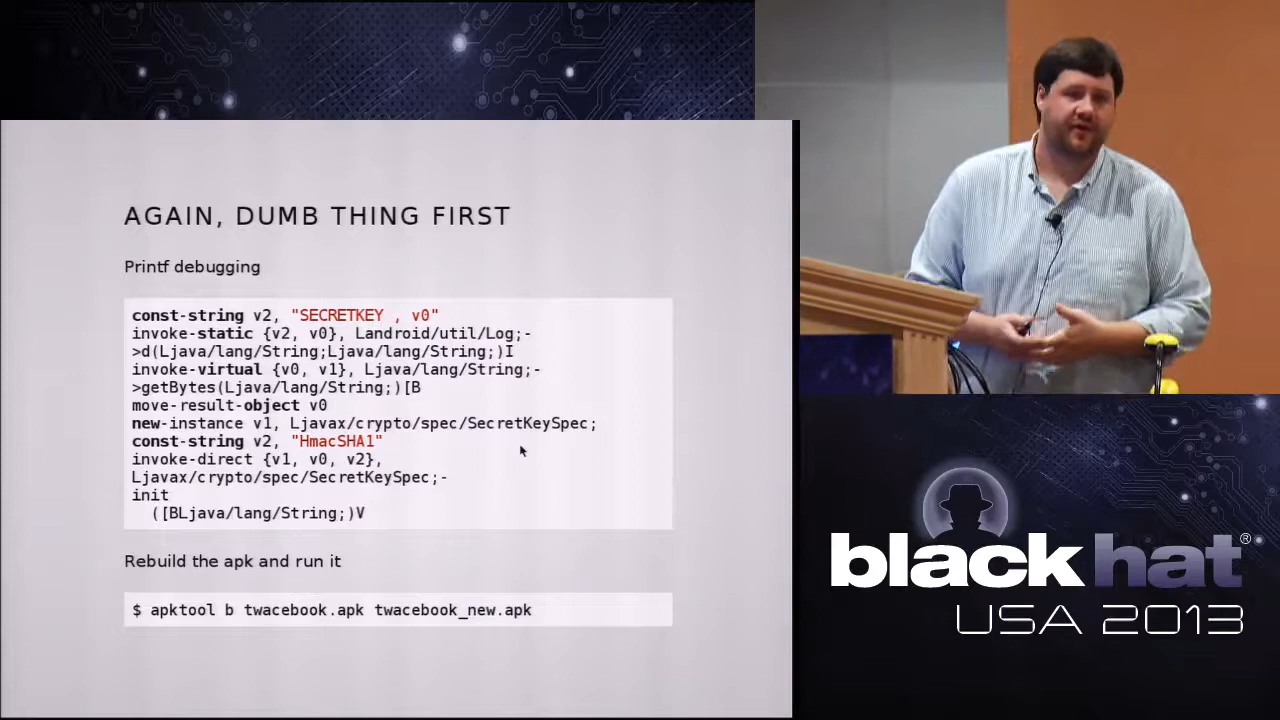 AGAIN, DUMB THING FIRST
Printf debugging
const-string v2, "SECRETKEY , v0"
invoke-static {v2, v0}, Landroid/util/Log;-
>d(Ljava/lang/String;Ljava/lang/String;)I
invoke-virtual {v0, v1}, Ljava/lang/String;-
>getBytes(Ljava/lang/String;)[B
move-result-object v0
new-instance v1, Ljavax/crypto/spec/SecretKeySpec;
const-string v2, "HmacSHA1"
invoke-direct {v1, v0, v2},
Ljavax/crypto/spec/SecretKeySpec;-
init
([BLjava/lang/String;)V
Rebuild the apk and run it
$ apktool b twacebook.apk twacebook_new.apk
black hat®
USA 2013